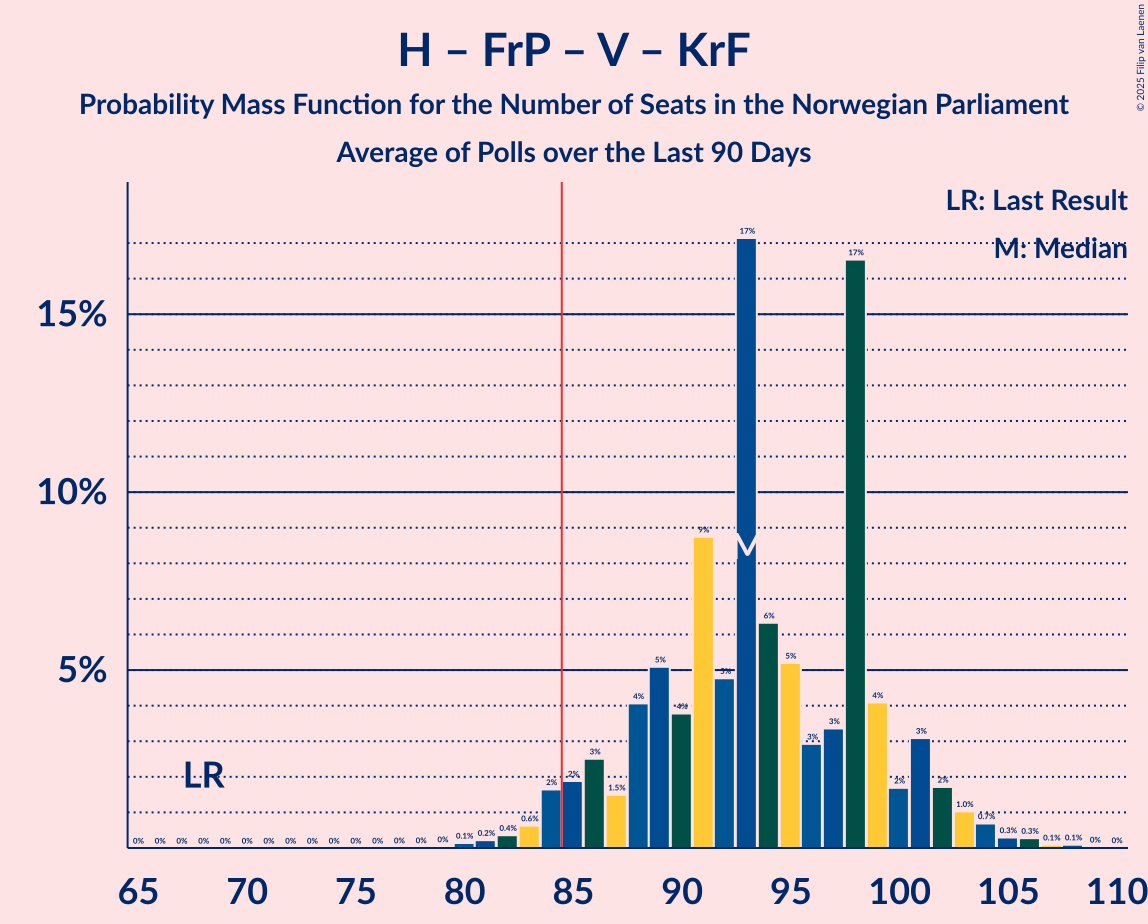 H – FrP – V – KrF
Probability Mass Function for the Number of Seats in the Norwegian Parliament
Average of Polls over the Last 90 Days
© 2025 Filip van Laenen
LR: Last Result
M: Median
15%
10%
5%
LR
M
0% 0% 0% 0% 0% 0% 0% 0% 0% 0% 0% 0% 0% 0% 0% 0.1% 0.2% 0.4% 0.6% 2% 2% 3% 1.5% 4% 5% 4% 9% 5% 17% 6% 5% 3% 3% 17% 4% 2% 3% 2% 1.0% 0.7% 0.3% 0.3% 0.1% 0.1% 0% 0%
65 70 75 80 85 90 95 100 105 110